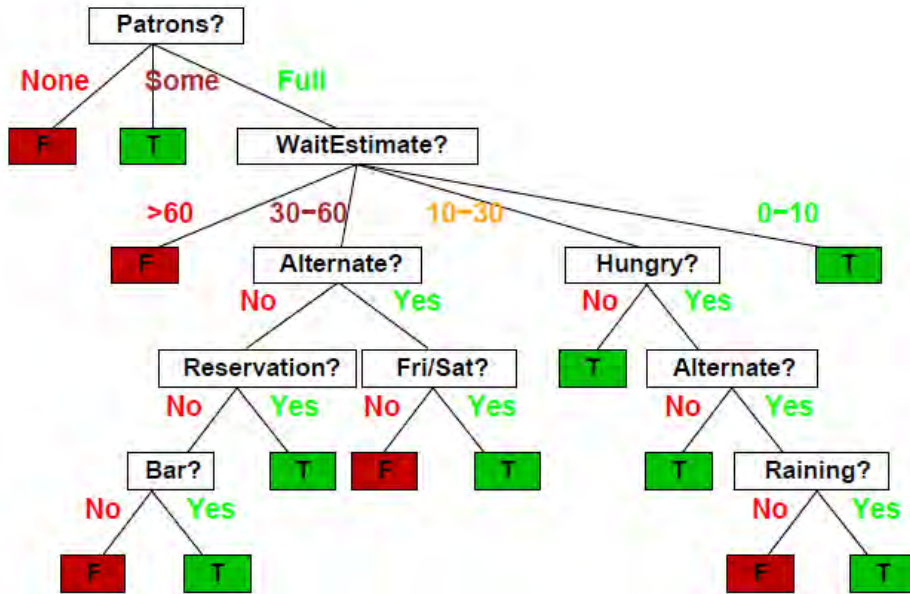 Patrons?
None Some Full
F T WaitEstimate?
>60 30−60 10−30 0−10
F Alternate? Hungry? T
No Yes No Yes
Reservation? Fri/Sat? T Alternate?
No Yes No Yes No Yes
Bar? T F T T Raining?
No Yes No Yes
F T F T